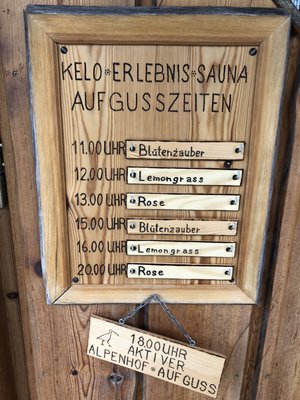 KELO*ERLEBNIS*SAUNA
AUFGUSSZEITEN
11.00 UHR Blütenzauber
12.00 UHR Lemongrass
13.00 UHR Rose
15.00 UHR Blütenzauber
16.00 UHR Lemongrass
20.00 UHR Rose
18.00 UHR
AKTIVER
ALPENHOF*AUFGUSS